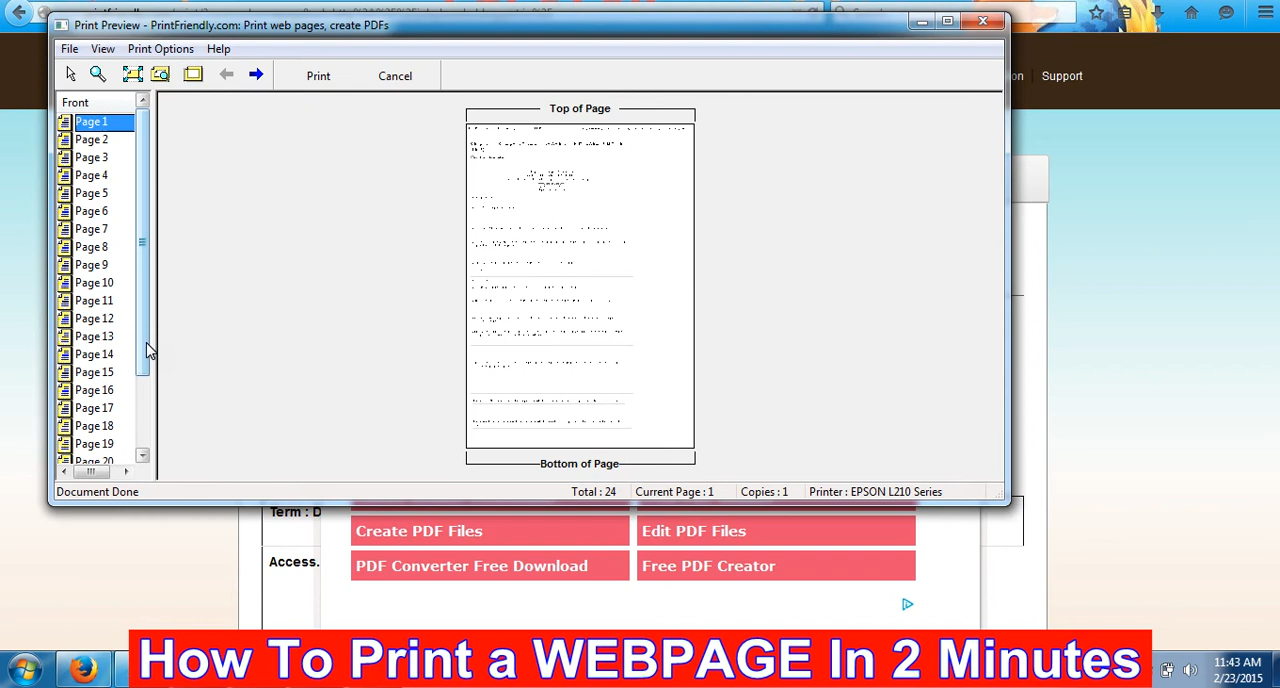 Print Preview - PrintFriendly.com: Print web pages, create PDFs
File View Print Options Help
Print Cancel
Support
Front
Page 1
Page 2
Page 3
Page 4
Page 5
Page 6
Page 7
Page 8
Page 9
Page 10
Page 11
Page 12
Page 13
Page 14
Page 15
Page 16
Page 17
Page 18
Page 19
Page 20
Top of Page
Bottom of Page
Document Done Total : 24 Current Page : 1 Copies : 1 Printer : EPSON L210 Series
Term : D
Create PDF Files Edit PDF Files
Access.
PDF Converter Free Download Free PDF Creator
How To Print a WEBPAGE In 2 Minutes
11:43 AM
2/23/2015